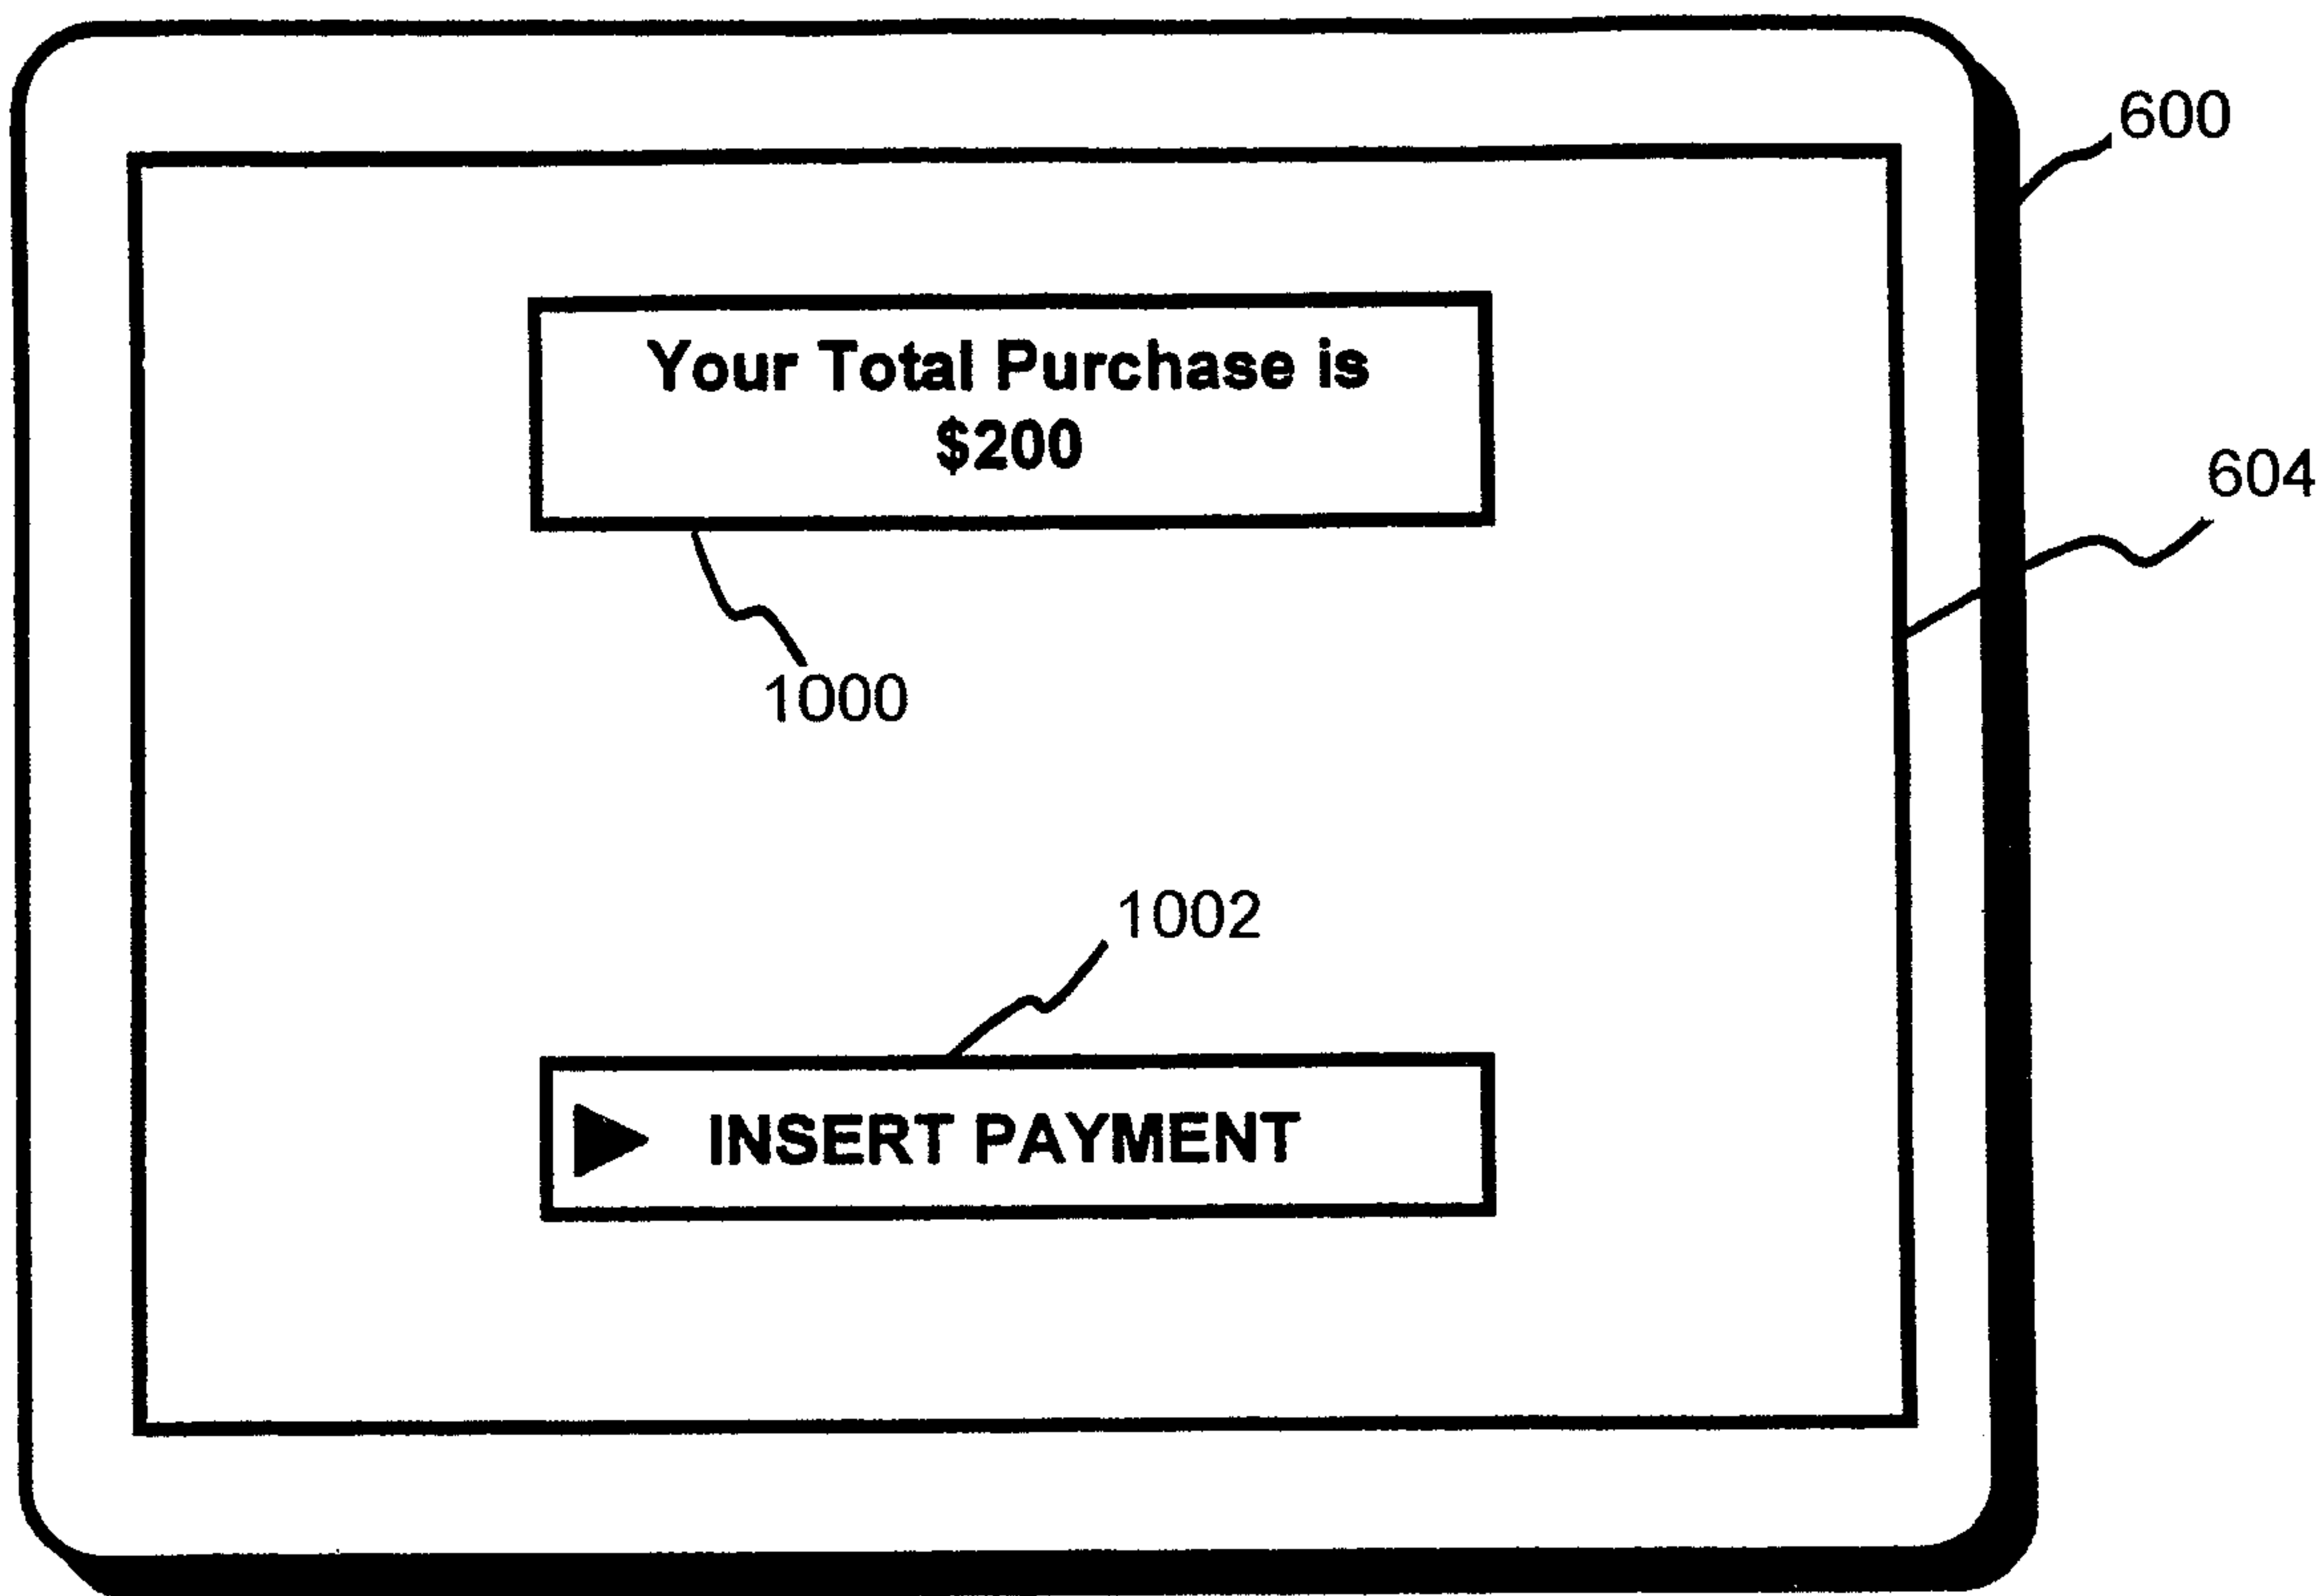 600
Your Total Purchase is
$200
604
1000
1002
INSERT PAYMENT